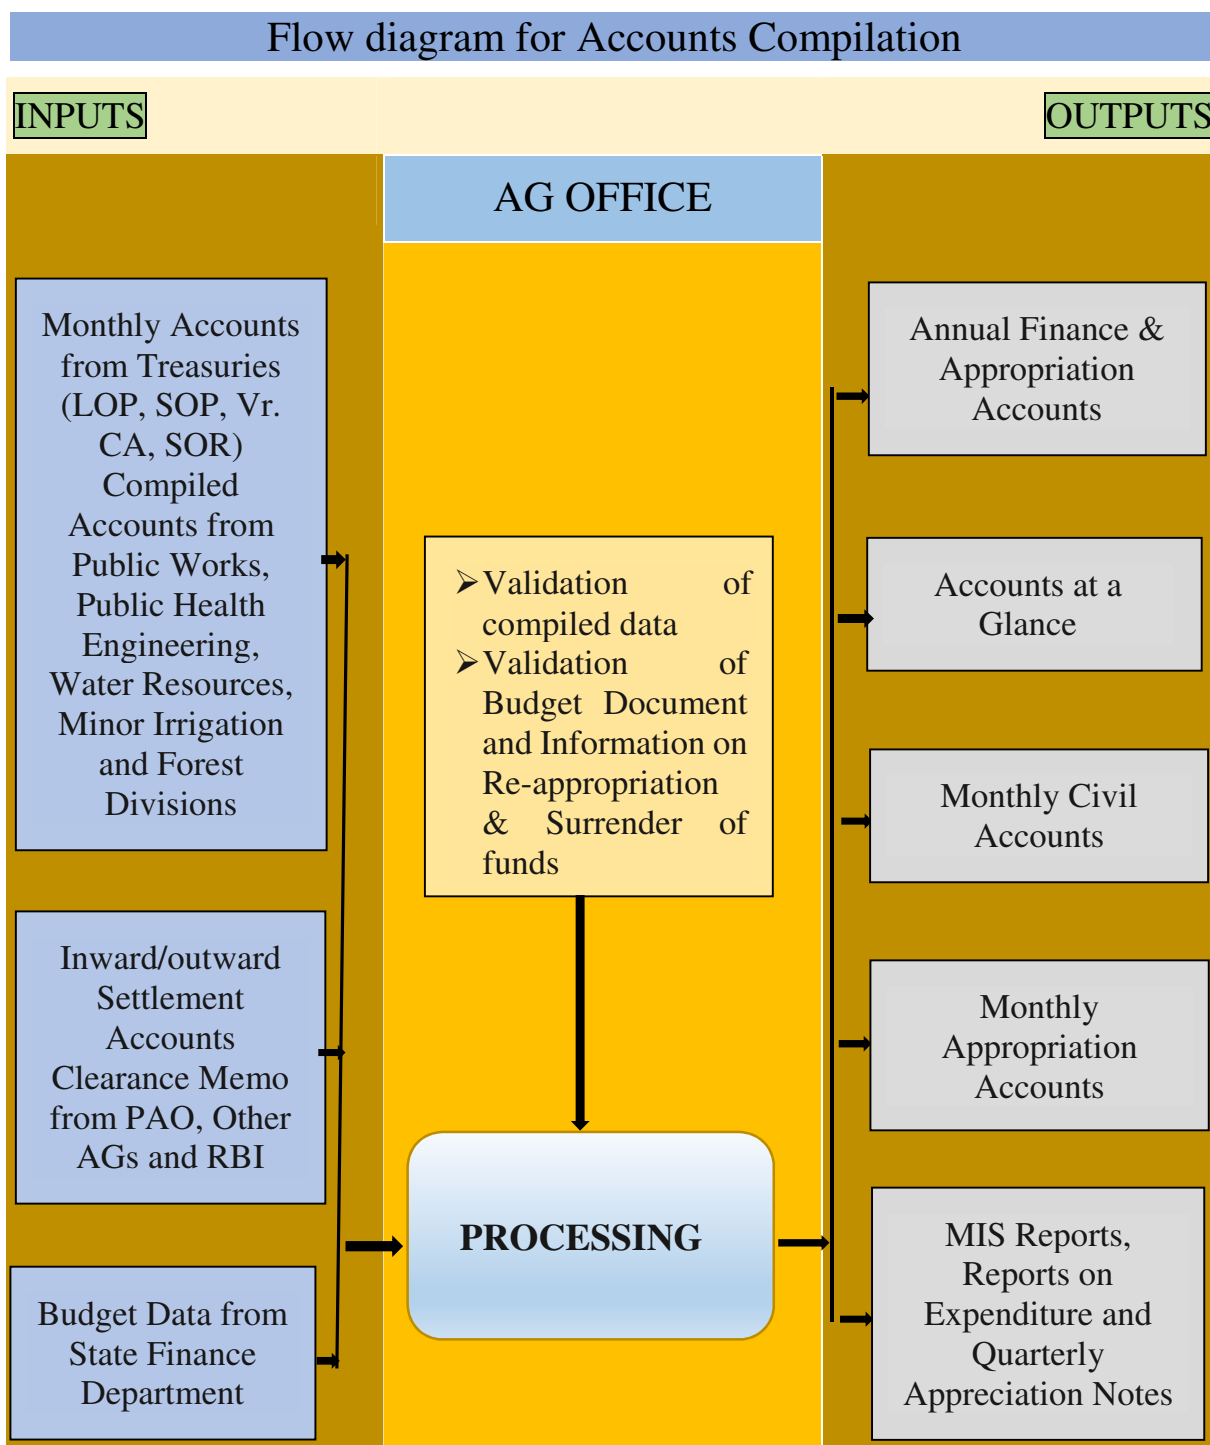 Flow diagram for Accounts Compilation
INPUTS
OUTPUTS
AG OFFICE
Monthly Accounts
from Treasuries
(LOP, SOP, Vr.
CA, SOR)
Compiled
Accounts from
Public Works,
Public Health
Engineering,
Water Resources,
Minor Irrigation
and Forest
Divisions
Inward/outward
Settlement
Accounts
Clearance Memo
from PAO, Other
AGs and RBI
Budget Data from
State Finance
Department
➢Validation of
compiled data
➢Validation of
Budget Document
and Information on
Re-appropriation
& Surrender of
funds
PROCESSING
Annual Finance &
Appropriation
Accounts
Accounts at a
Glance
Monthly Civil
Accounts
Monthly
Appropriation
Accounts
MIS Reports,
Reports on
Expenditure and
Quarterly
Appreciation Notes